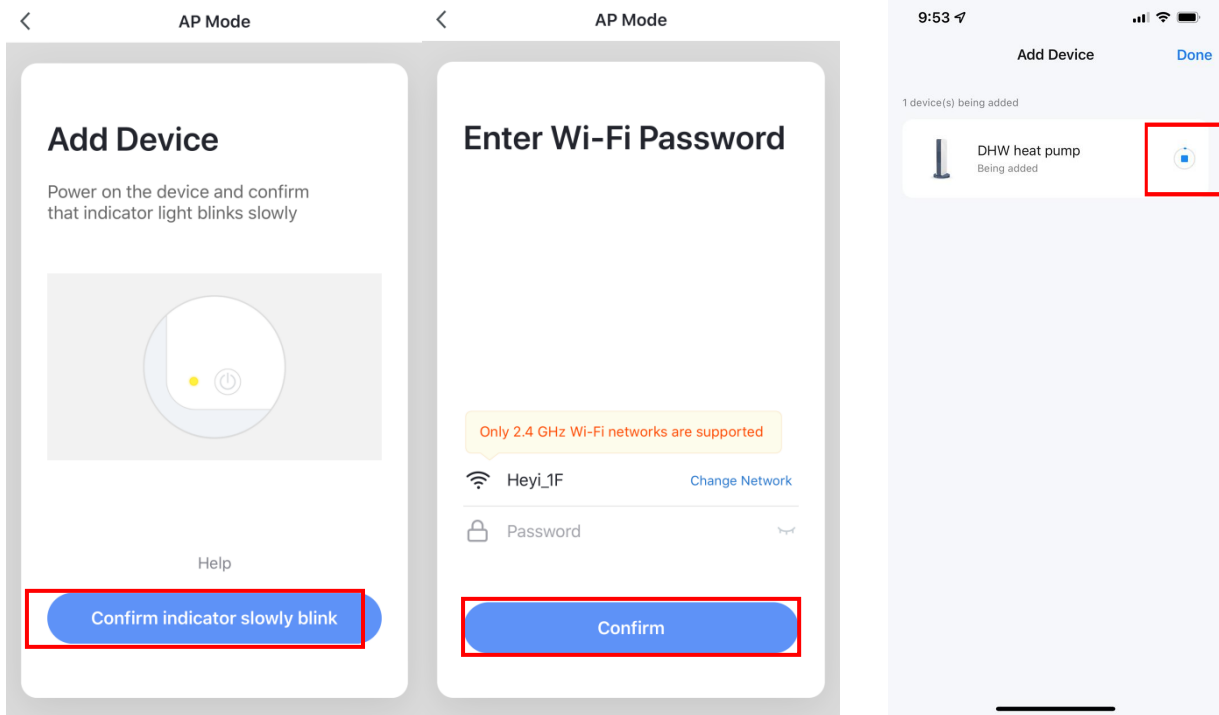 AP Mode
Add Device
Power on the device and confirm
that indicator light blinks slowly
Help
Confirm indicator slowly blink
AP Mode
Enter Wi-Fi Password
Only 2.4 GHz Wi-Fi networks are supported
Heyi_1F Change Network
Password
Confirm
9:53
Add Device Done
1 device(s) being added
DHW heat pump
Being added